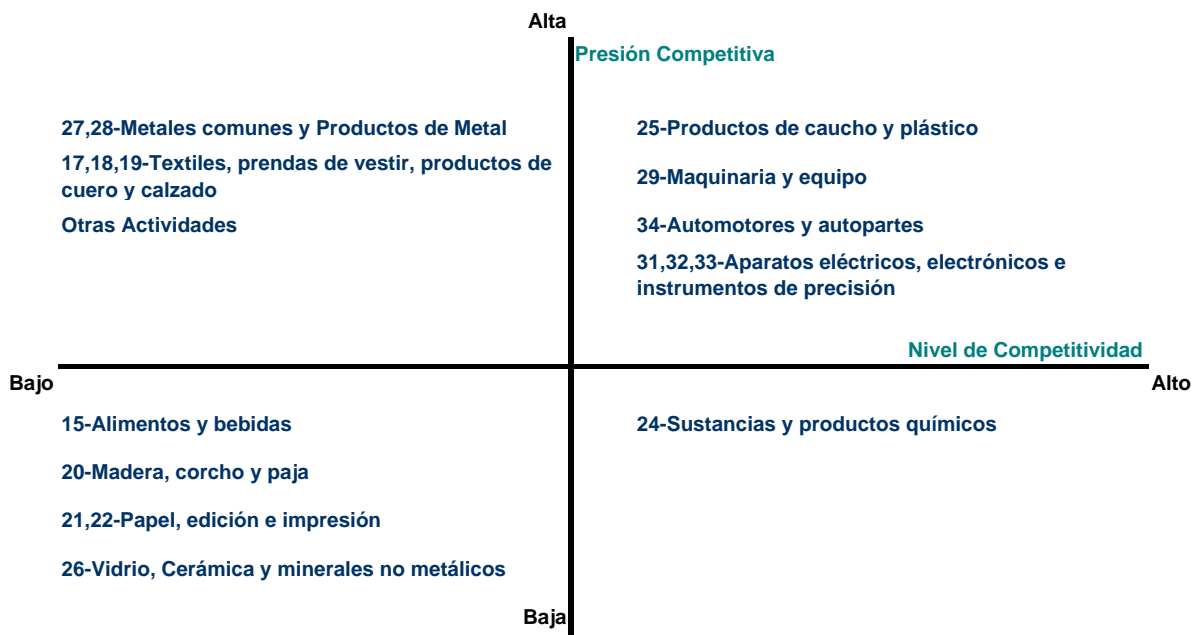 Alta
Presión Competitiva
27,28-Metales comunes y Productos de Metal
17,18,19-Textiles, prendas de vestir, productos de
cuero y calzado
Otras Actividades
25-Productos de caucho y plástico
29-Maquinaria y equipo
34-Automotores y autopartes
31,32,33-Aparatos eléctricos, electrónicos e
instrumentos de precisión
Nivel de Competitividad
Bajo
Alto
15-Alimentos y bebidas
20-Madera, corcho y paja
21,22-Papel, edición e impresión
26-Vidrio, Cerámica y minerales no metálicos
24-Sustancias y productos químicos
Baja